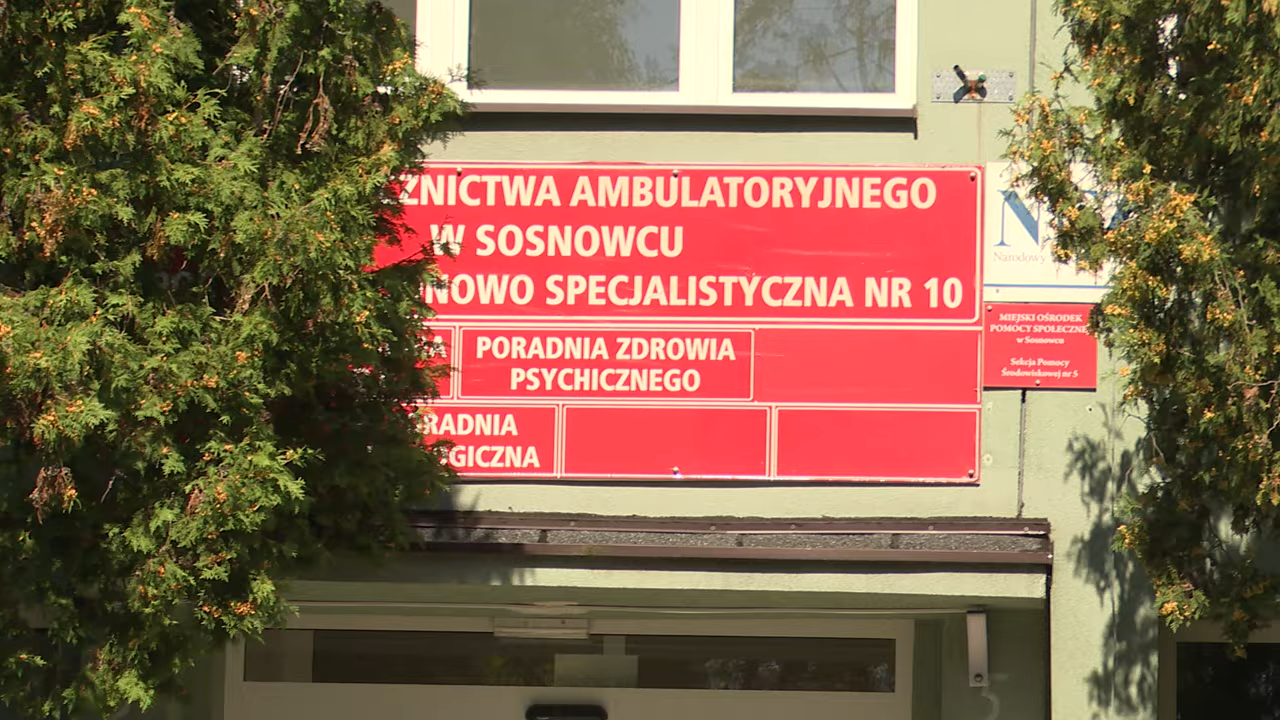 ZNICTWA AMBULATORYJNEGO
W SOSNOWCU
NOWO SPECJALISTYCZNA NR 10
PORADNIA ZDROWIA
PSYCHICZNEGO
RADNIA
GICZNA
N
Narodowy
MIEJSKI OŚRODEK
POMOCY SPOŁECZNEJ
w Sosnowcu
Sekcja Pomocy
Środowiskowej nr 5